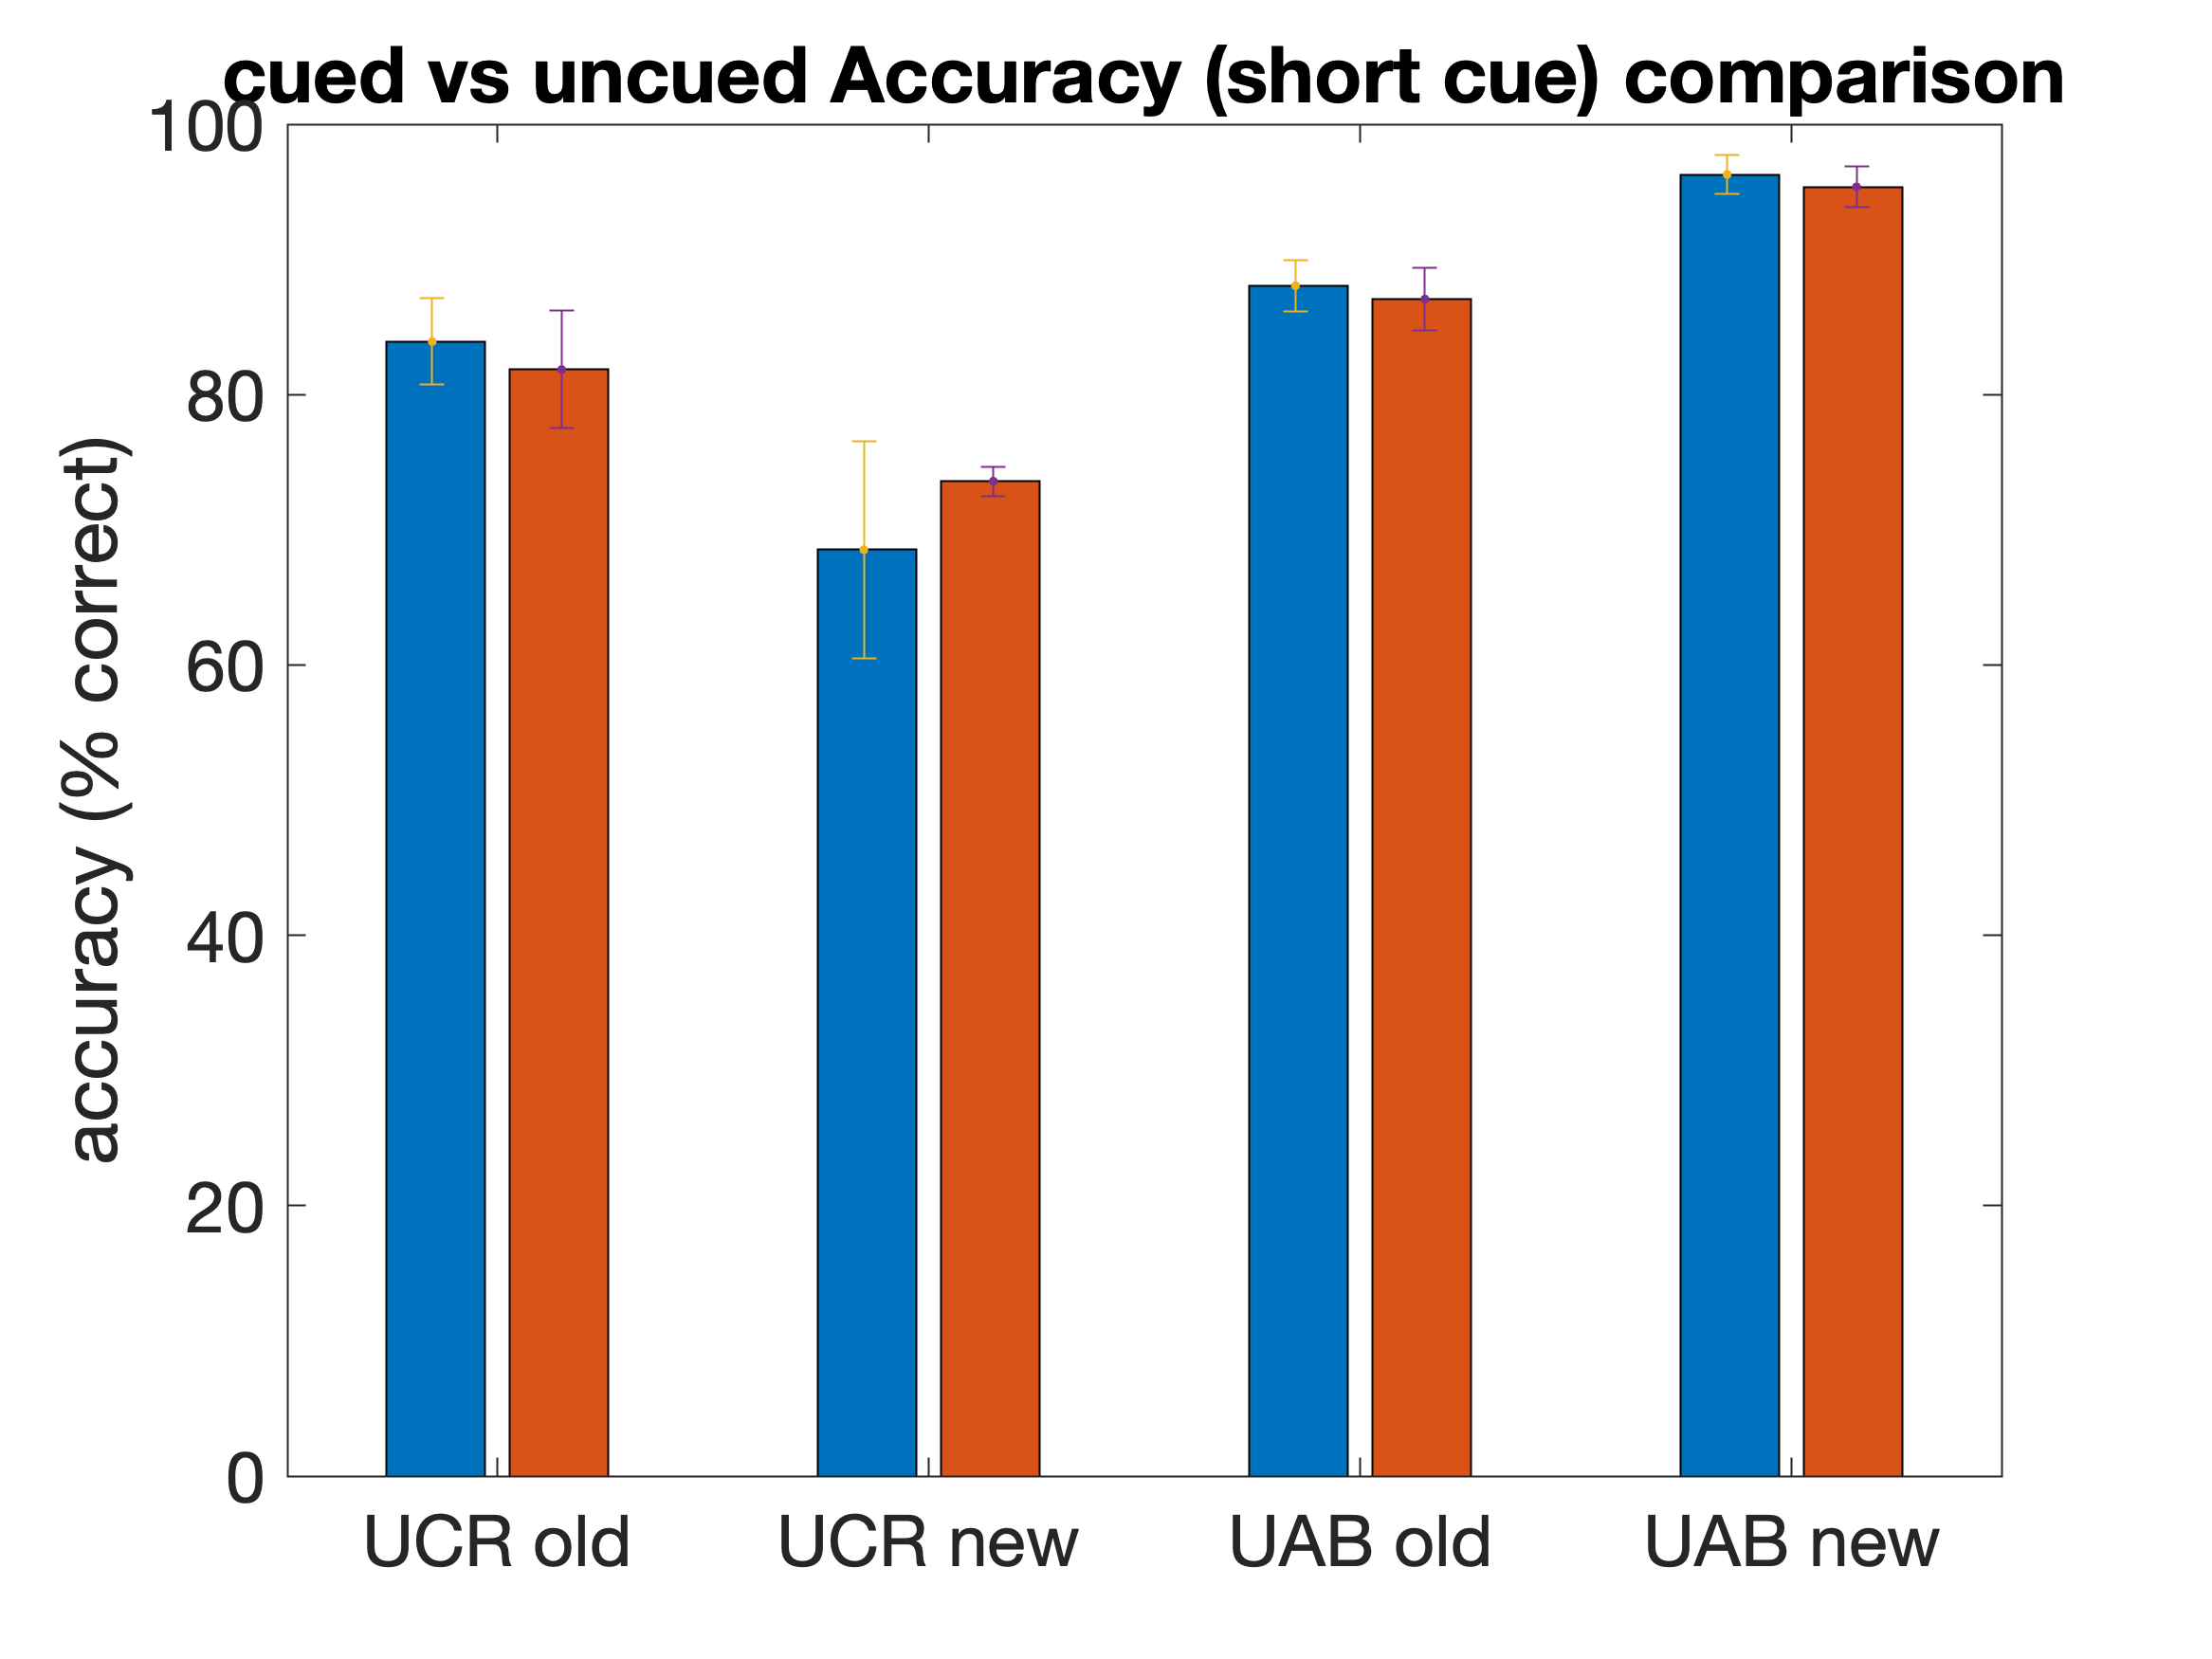 cued vs uncued Accuracy (short cue) comparison
accuracy (% correct)
100
80
60
40
20
0
UCR old
UCR new
UAB old
UAB new